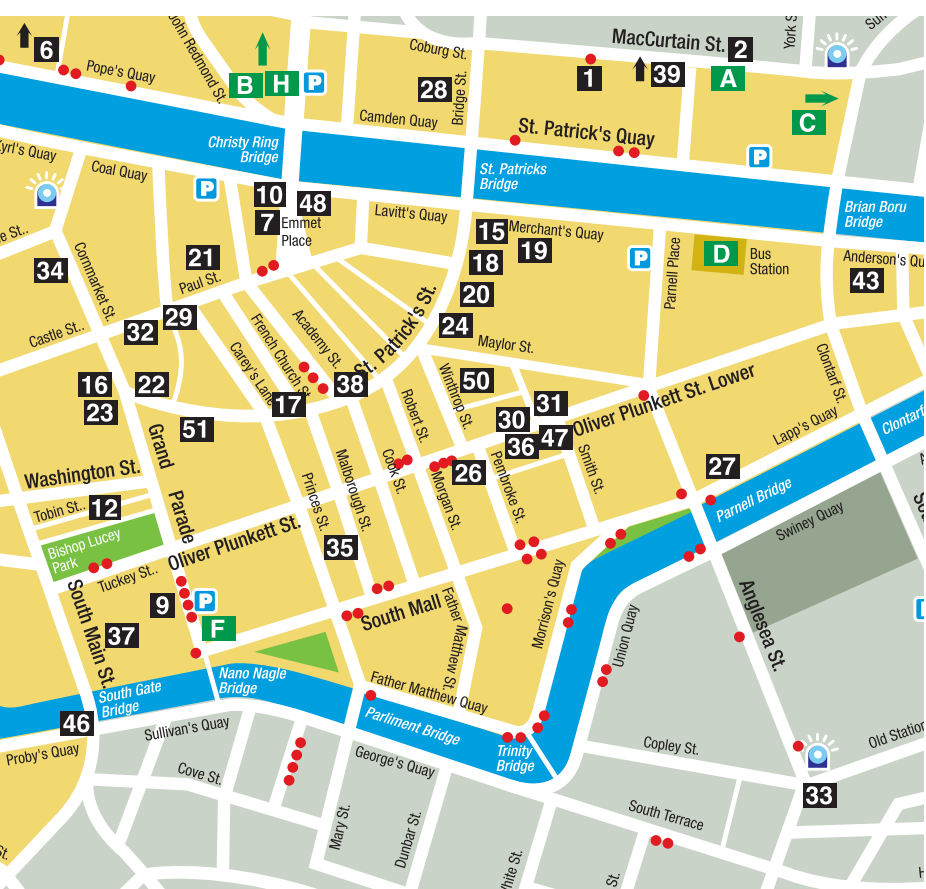 6
Pope's Quay
John Redmond St.
B
H
P
Coburg St.
28
Bridge St.
Camden Quay
MacCurtain St.
2
1
39
A
York S
C
St. Patrick's Quay
P
Christy Ring
Bridge
St. Patricks
Bridge
Brian Boru
Bridge
Kyrl's Quay
Coal Quay
P
10
48
7
Emmet
Place
Lavitt's Quay
15
Merchant's Quay
19
18
P
Parnell Place
D
Bus
Station
Anderson's Qu
43
e St..
34
Cornmarket St.
21
Paul St.
20
24
29
32
Castle St..
French Church St.
Academy St.
St. Patrick's St.
Carey's Lane
Maylor St.
Winthrop St.
50
38
17
16
22
23
51
Robert St.
30
31
36
47
Oliver Plunkett St. Lower
Clontarf St.
Lapp's Quay
Clontarf
Grand
Parade
Washington St.
Tobin St..
12
Bishop Lucey
Park
Tuckey St..
Oliver Plunkett St.
Princes St.
Malborough St.
Cook St.
Morgan St.
26
Pembroke St.
Smith St.
27
Parnell Bridge
Swiney Quay
35
South Main St.
9
P
F
37
South Mall
Father
Matthew St.
Morrison's Quay
Union Quay
Anglesea St.
South Gate
Bridge
Nano Nagle
Bridge
Father Matthew Quay
Parliment Bridge
Trinity
Bridge
46
Proby's Quay
Sullivan's Quay
Cove St.
George's Quay
Mary St.
Dunbar St.
Copley St.
Old Station
33
South Terrace
White St.
St.
St.